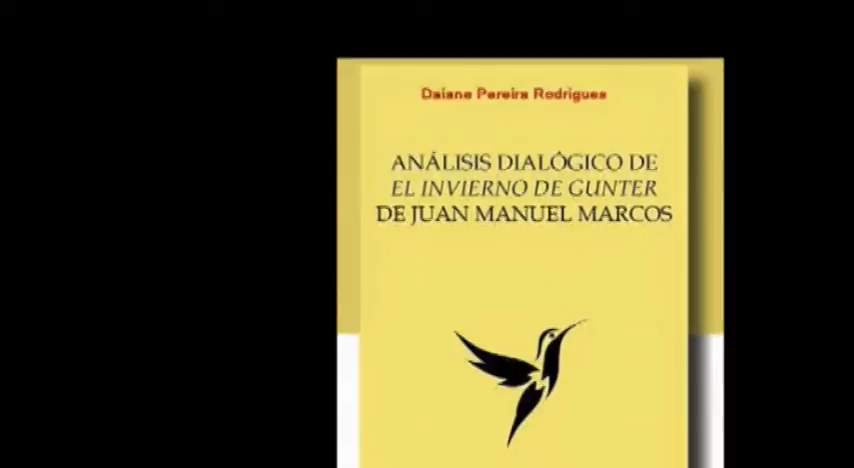 Daiane Pereira Rodrigues
ANÁLISIS DIALÓGICO DE
EL INVIERNO DE GUNTER
DE JUAN MANUEL MARCOS